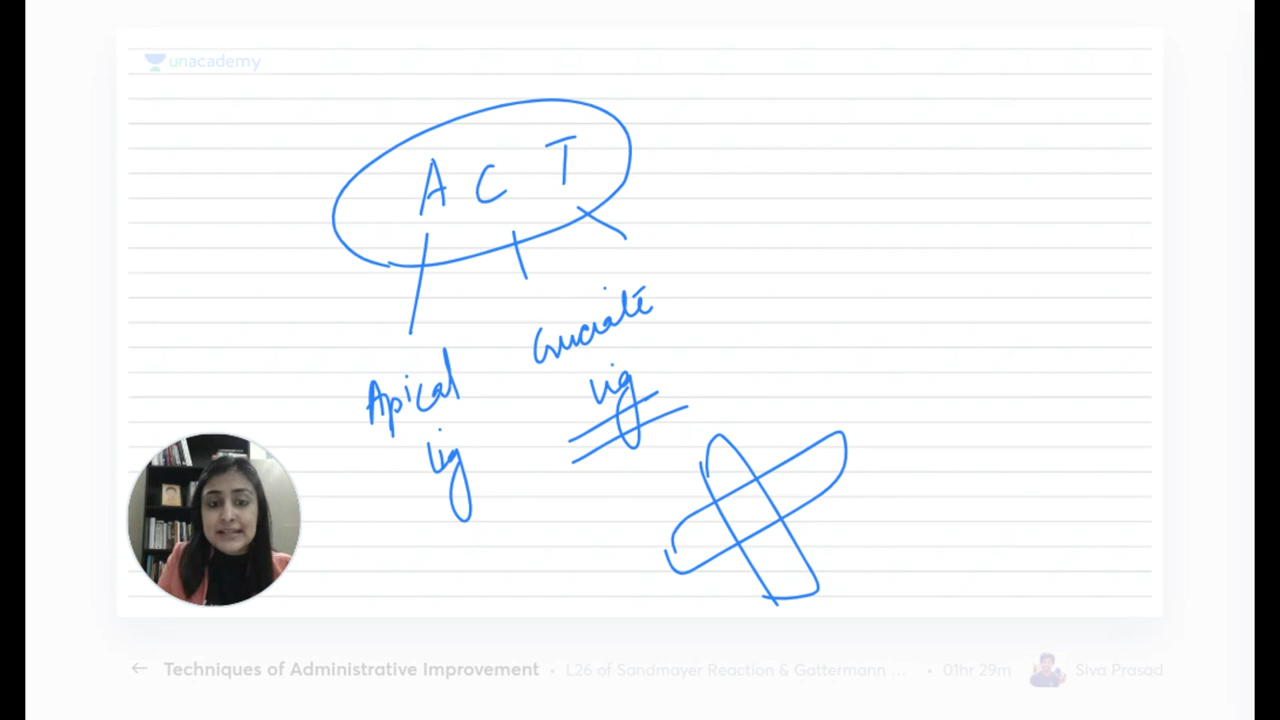 unacademy
A C T
Apical
lig
Cruciate
lig
Techniques of Administrative Improvement • L26 of Sandmayer Reaction & Gattermann ... • 01hr 29m Siva Prasad